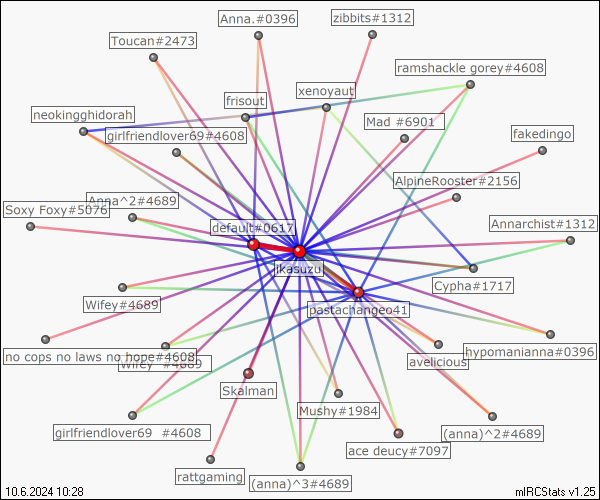 Anna.#0396
zibbits#1312
Toucan#2473
ramshackle gorey#4608
xenoyaut
frisout
neokingghidorah
Mad #6901
girlfriendlover69#4608
fakedingo
AlpineRooster#2156
Anna^2#4689
Soxy Foxy#5076
Annarchist#1312
default#0617
ikasuzu
Cypha#1717
Wifey#4689
pastachangeo41
hypomanianna#0396
no cops no laws no hope#4608
Wifey #4689
avelicious
Skalman
Mushy#1984
girlfriendlover69 #4608
(anna)^2#4689
ace deucy#7097
rattgaming
(anna)^3#4689
10.6.2024 10:28
mIRCStats v1.25